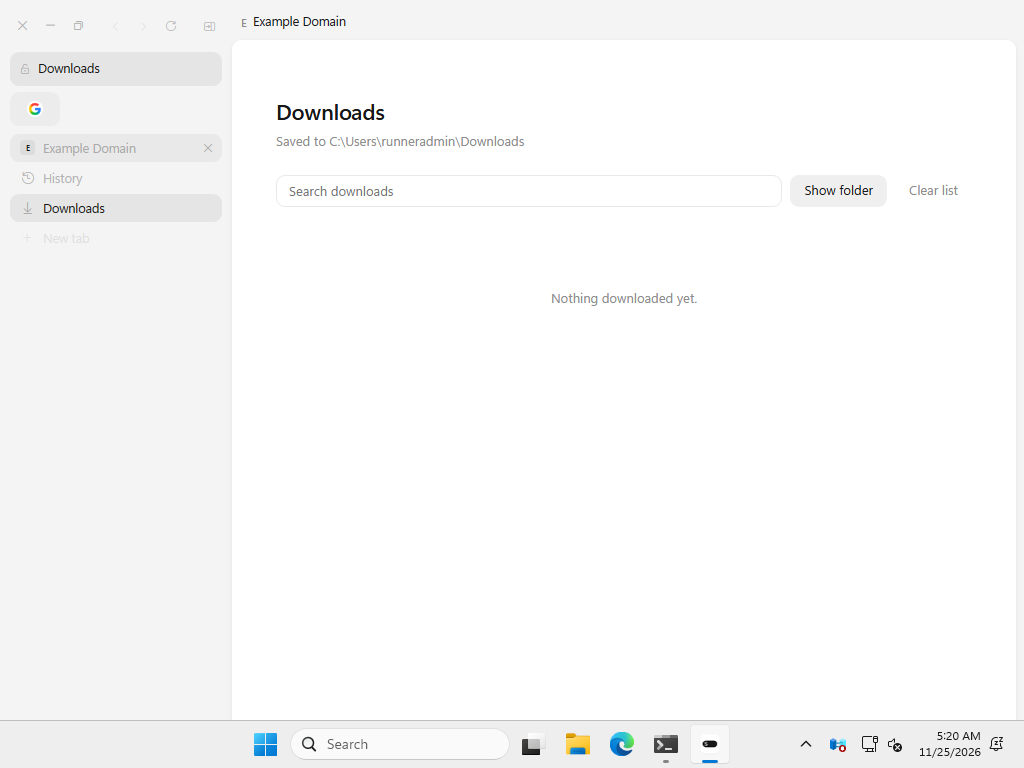 E Example Domain
Downloads
E Example Domain
History
Downloads
New tab
Downloads
Saved to C:\Users\runneradmin\Downloads
Search downloads
Show folder
Clear list
Nothing downloaded yet.
Search
5:20 AM
11/25/2026